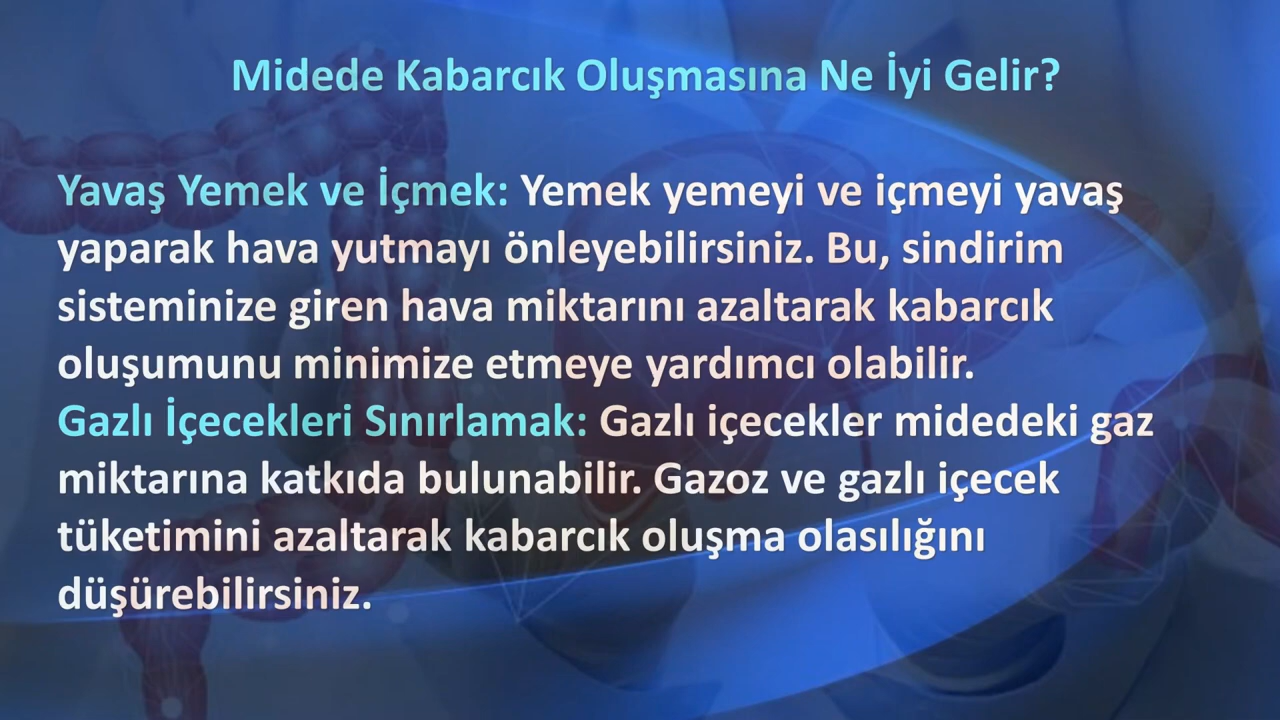 Midede Kabarcık Oluşmasına Ne İyi Gelir?
Yavaş Yemek ve İçmek: Yemek yemeyi ve içmeyi yavaş
yaparak hava yutmayı önleyebilirsiniz. Bu, sindirim
sisteminize giren hava miktarını azaltarak kabarcık
oluşumunu minimize etmeye yardımcı olabilir.
Gazlı İçecekleri Sınırlamak: Gazlı içecekler midedeki gaz
miktarına katkıda bulunabilir. Gazoz ve gazlı içecek
tüketimini azaltarak kabarcık oluşma olasılığını
düşürebilirsiniz.